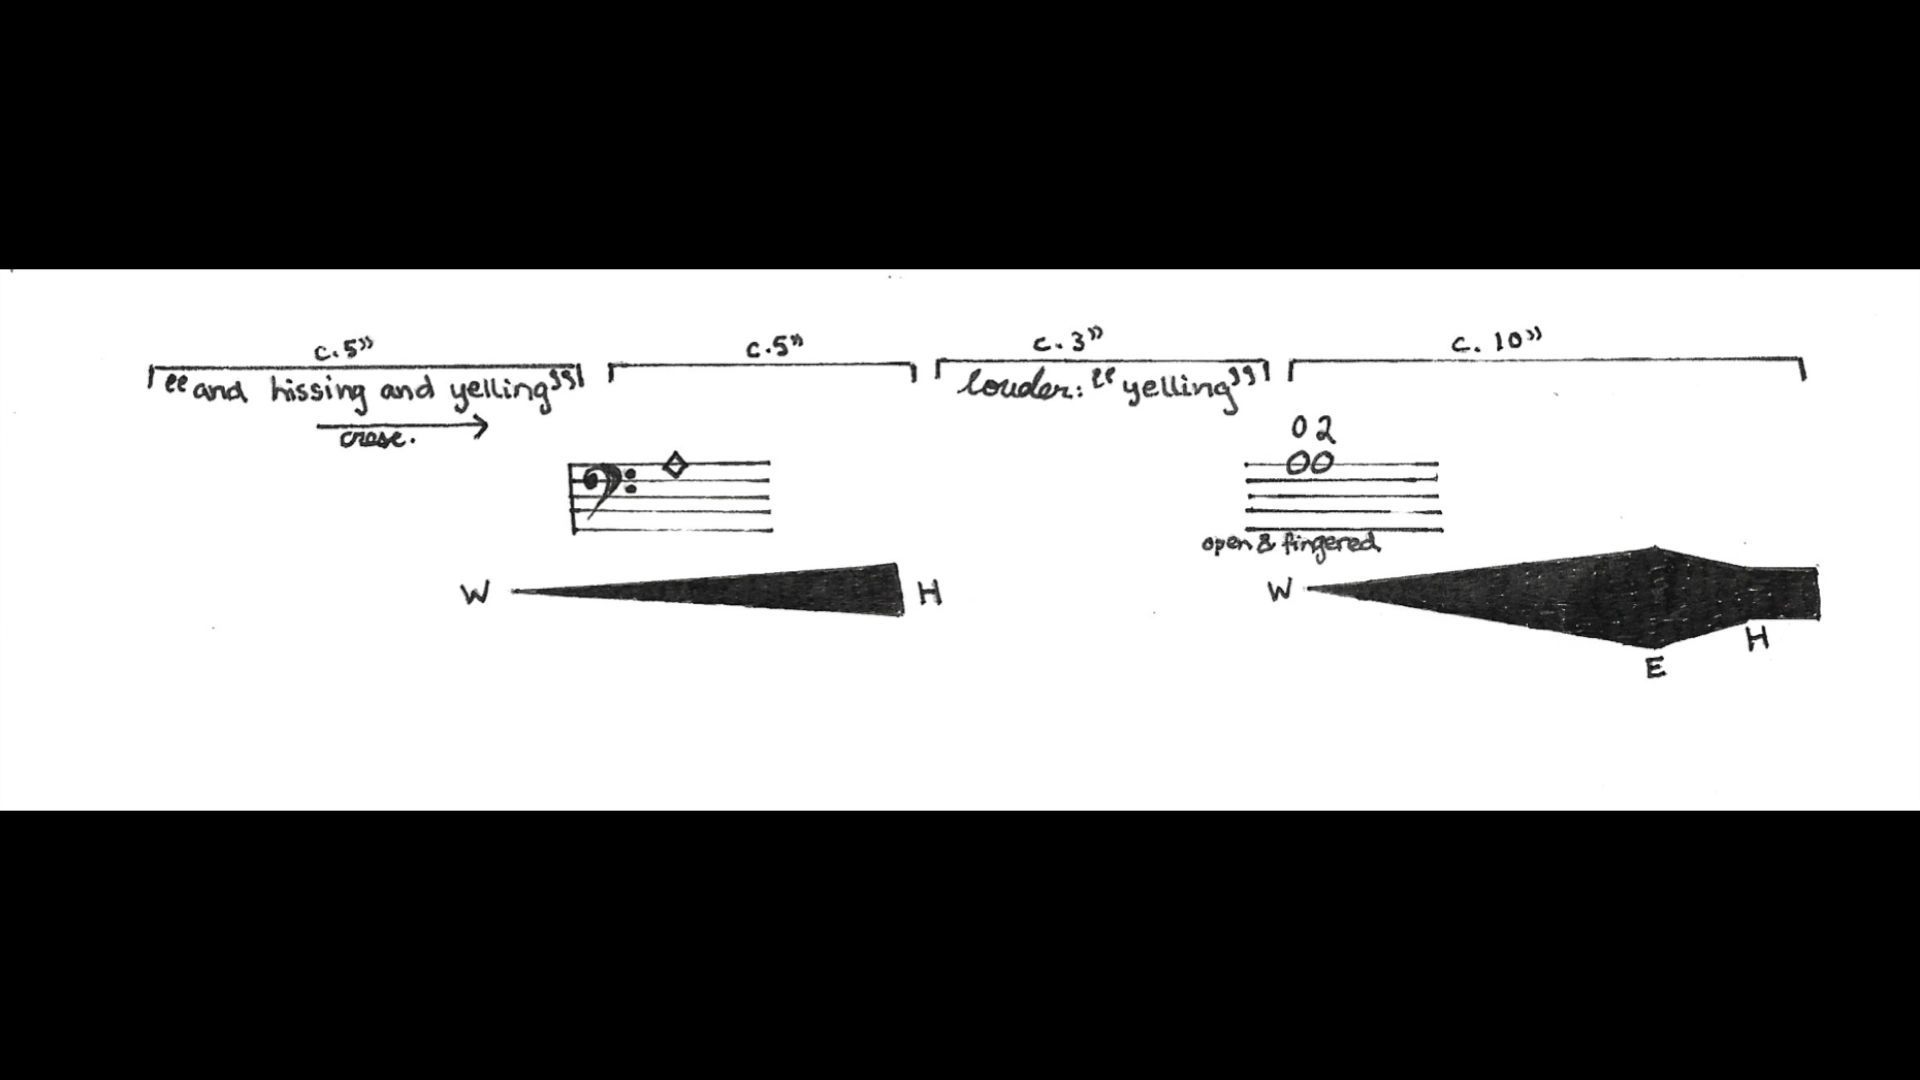 c.5”
“and hissing and yelling”
cresc.
c.5”
W
H
c.3”
louder: “yelling”
c. 10”
0 2
open & fingered
W
E
H